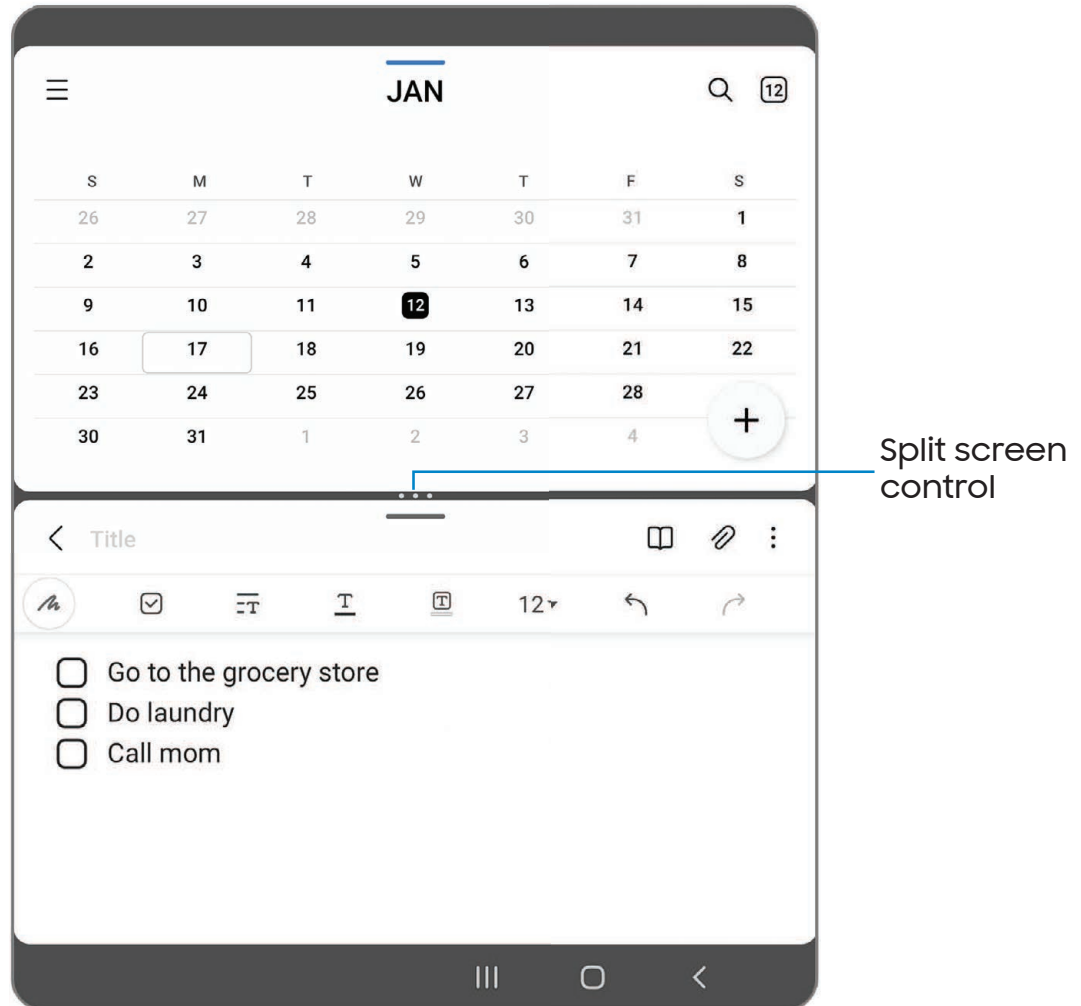 JAN
12
S M T W T F S
26 27 28 29 30 31 1
2 3 4 5 6 7 8
9 10 11 12 13 14 15
16 17 18 19 20 21 22
23 24 25 26 27 28
30 31 1 2 3 4
Split screen
control
Title
T T T 12
Go to the grocery store
Do laundry
Call mom